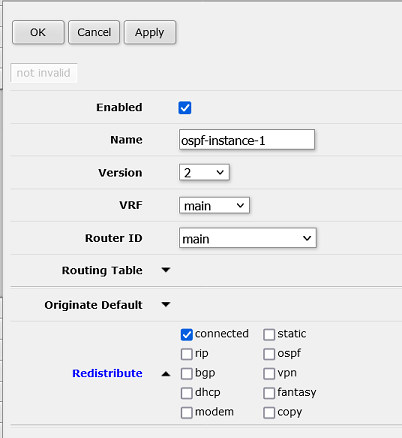 OK Cancel Apply
not invalid
Enabled
Name ospf-instance-1
Version 2
VRF main
Router ID main
Routing Table
Originate Default
Redistribute
connected static
rip ospf
bgp vpn
dhcp fantasy
modem copy